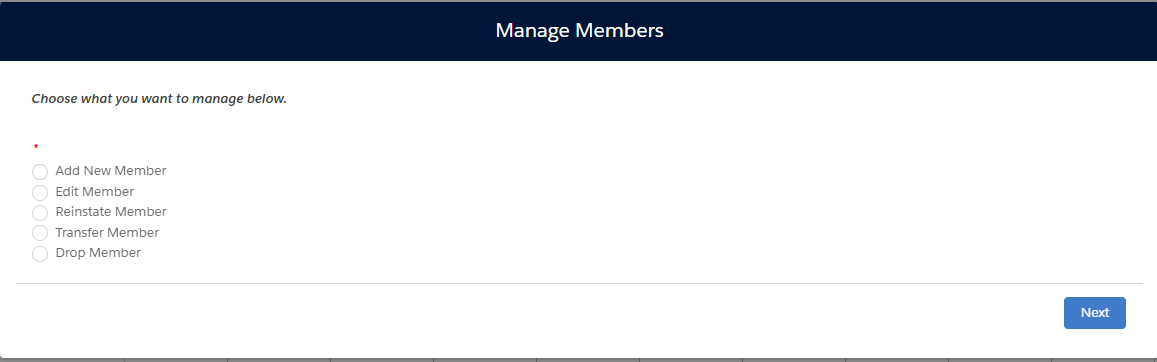 Manage Members
Choose what you want to manage below.
*
Add New Member
Edit Member
Reinstate Member
Transfer Member
Drop Member
Next